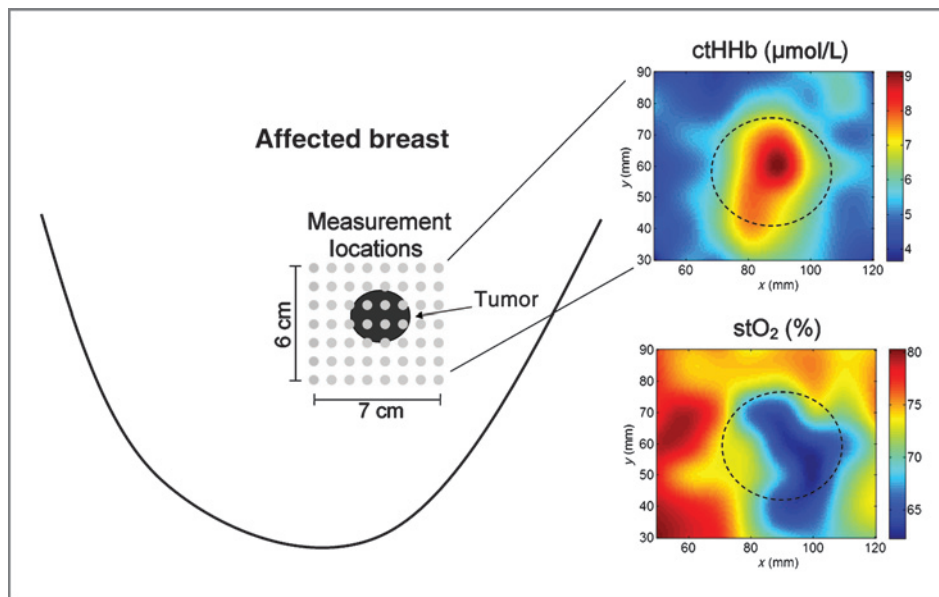 Affected breast
Measurement
locations
Tumor
6 cm
7 cm
ctHHb (µmol/L)
90
80
70
60
50
40
30
y (mm)
60 80 100 120
x (mm)
9
8
7
6
5
4
stO₂ (%)
90
80
70
60
50
40
30
y (mm)
60 80 100 120
x (mm)
80
75
70
65